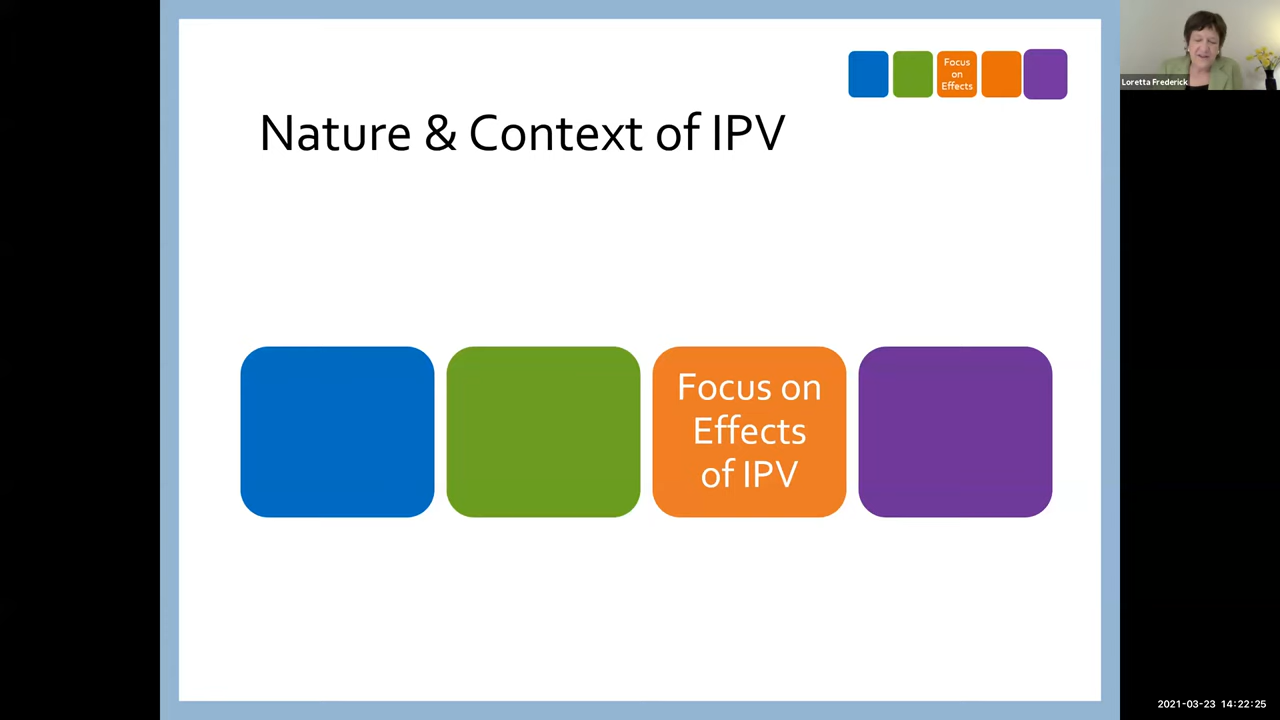 Focus
on
Effects
Nature & Context of IPV
Loretta Frederick
Focus on
Effects
of IPV
2021-03-23 14:22:25